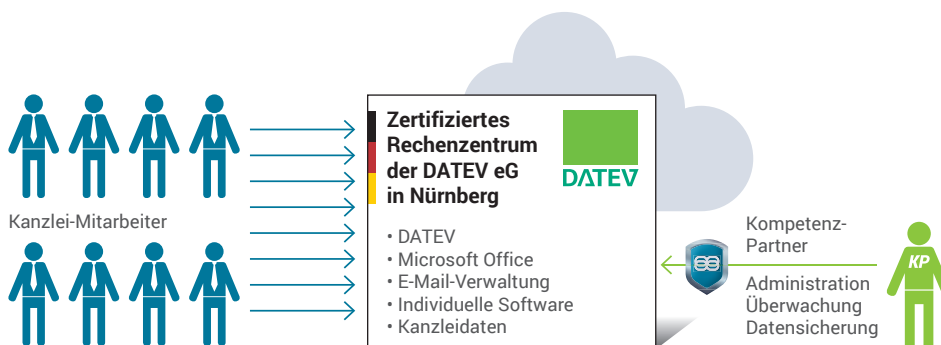 Kanzlei-Mitarbeiter
Zertifiziertes
Rechenzentrum
der DATEV eG
in Nürnberg
DATEV
• DATEV
• Microsoft Office
• E-Mail-Verwaltung
• Individuelle Software
• Kanzleidaten
Kompetenz-
Partner
Administration
Überwachung
Datensicherung
KP